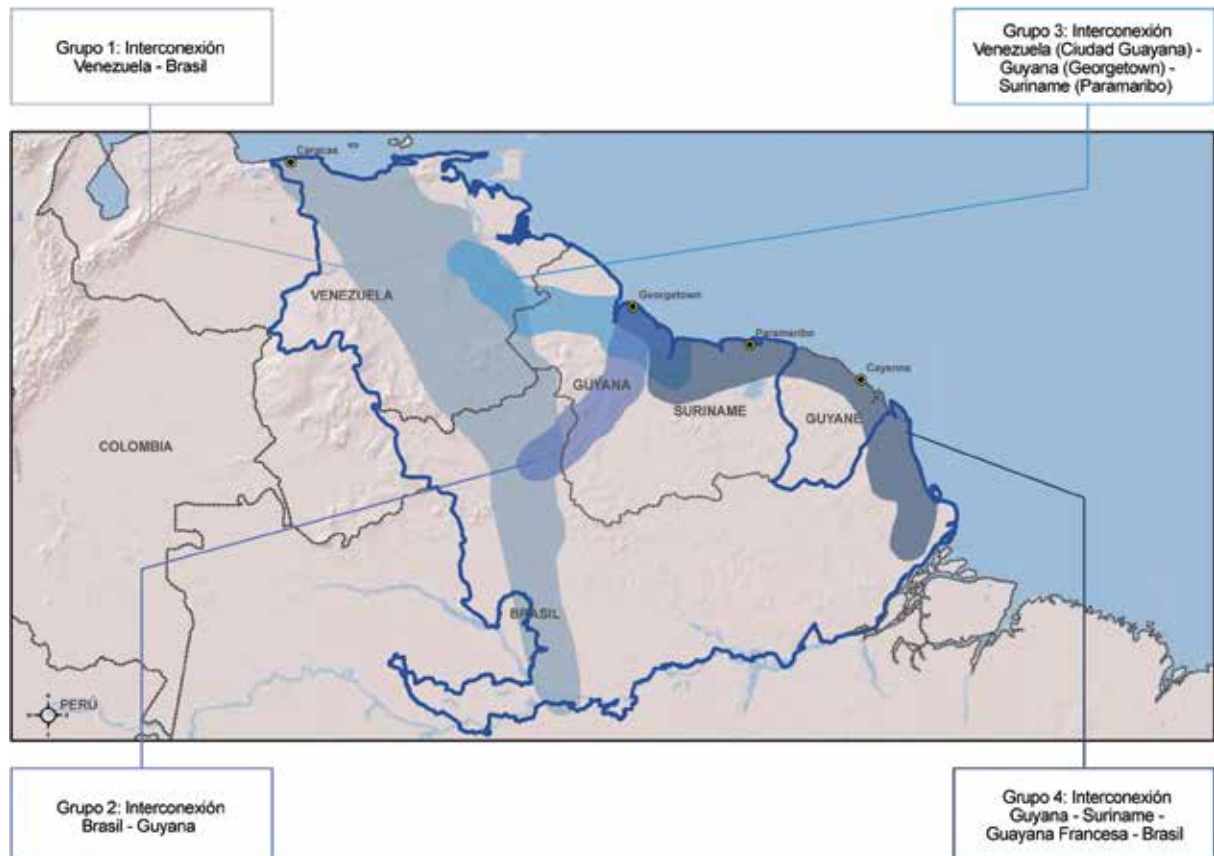 Grupo 1: Interconexión
Venezuela - Brasil
Grupo 3: Interconexión
Venezuela (Ciudad Guayana) -
Guyana (Georgetown) -
Suriname (Paramaribo)
Caracas
VENEZUELA
Georgetown
Paramaribo
Cayenne
GUYANA
SURINAME
GUYANE
COLOMBIA
BRASIL
PERÚ
Grupo 2: Interconexión
Brasil - Guyana
Grupo 4: Interconexión
Guyana - Suriname -
Guayana Francesa - Brasil